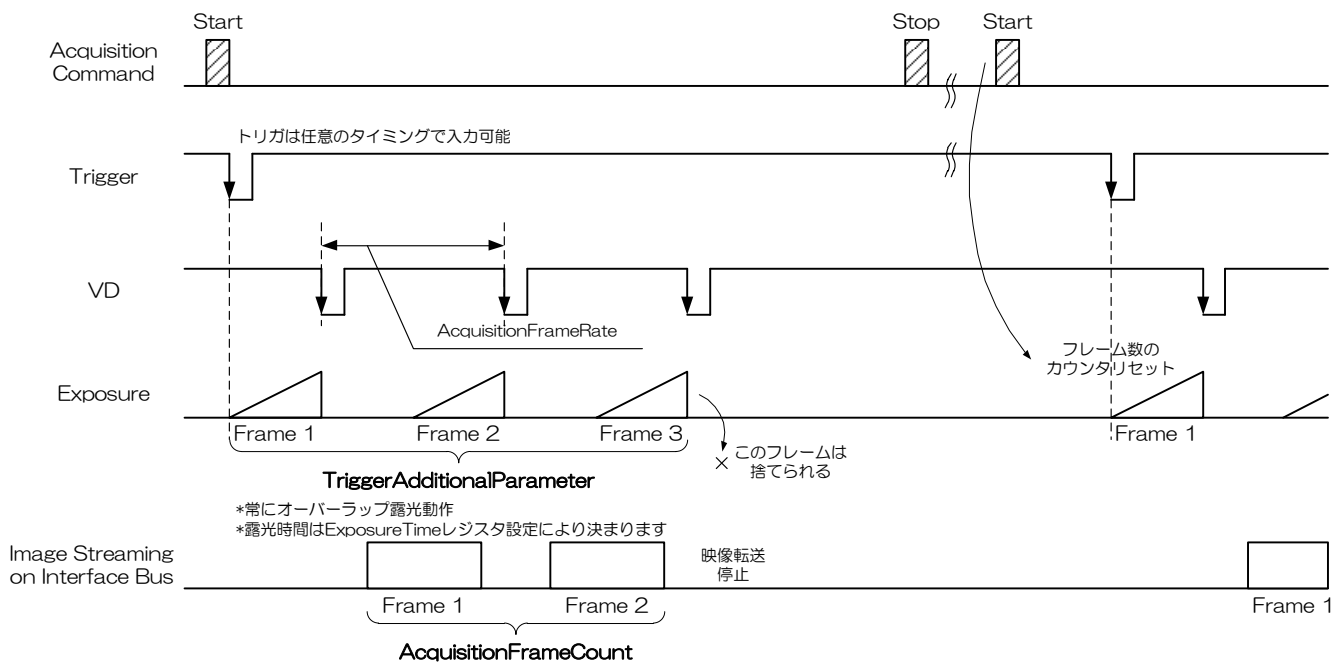 Start
Stop
Start
Acquisition
Command
トリガは任意のタイミングで入力可能
Trigger
VD
AcquisitionFrameRate
フレーム数の
カウンタリセット
Exposure
Frame 1
Frame 2
Frame 3
Frame 1
× このフレームは
捨てられる
TriggerAdditionalParameter
*常にオーバーラップ露光動作
*露光時間はExposureTimeレジスタ設定により決まります
Image Streaming
on Interface Bus
映像転送
停止
Frame 1
Frame 2
Frame 1
AcquisitionFrameCount